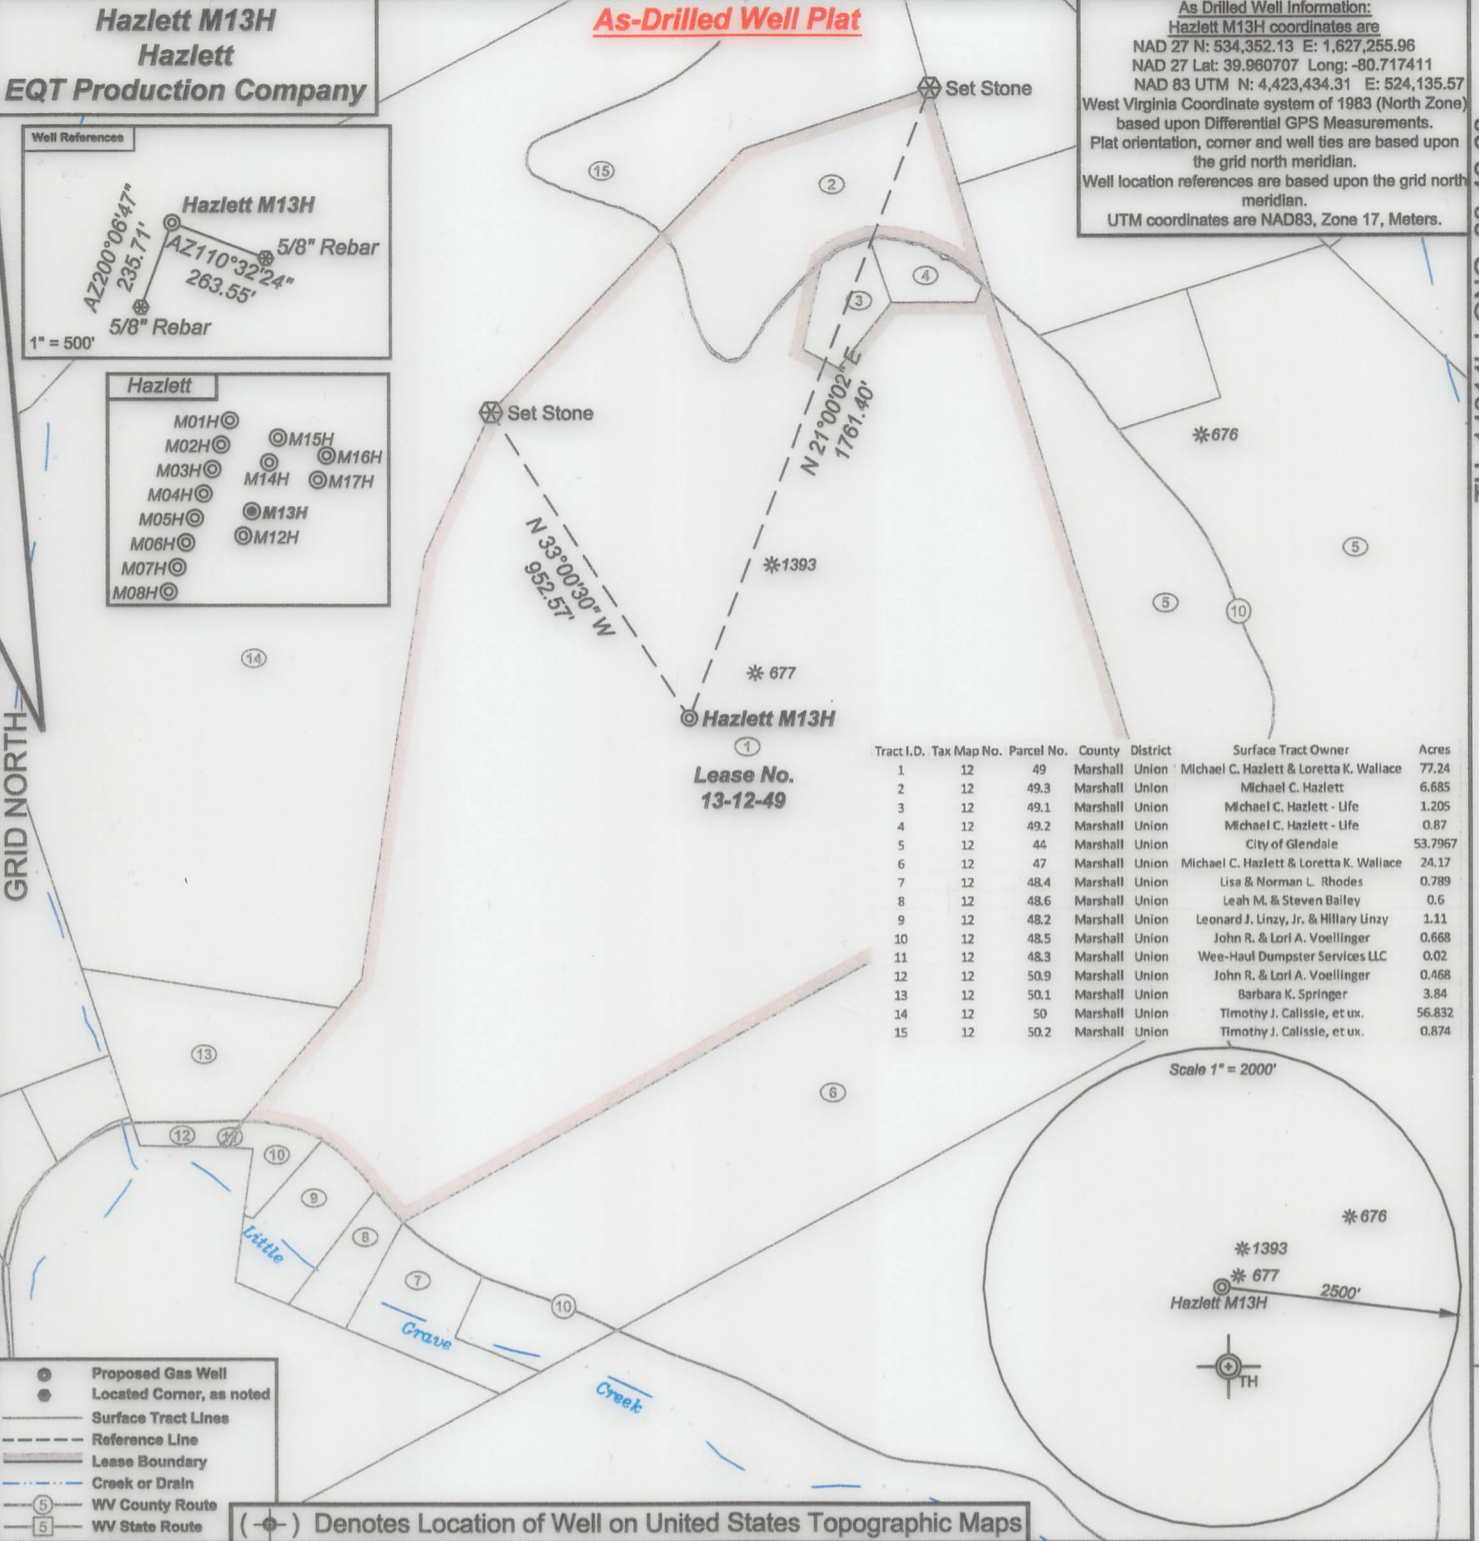 Hazlett M13H
Hazlett
EQT Production Company
As-Drilled Well Plat
As Drilled Well Information:
Hazlett M13H coordinates are
NAD 27 N: 534,352.13 E: 1,627,255.96
NAD 27 Lat: 39.960707 Long: -80.717411
NAD 83 UTM N: 4,423,434.31 E: 524,135.57
West Virginia Coordinate system of 1983 (North Zone)
based upon Differential GPS Measurements.
Plat orientation, corner and well ties are based upon
the grid north meridian.
Well location references are based upon the grid north
meridian.
UTM coordinates are NAD83, Zone 17, Meters.
Well References
Hazlett M13H
5/8" Rebar
AZ110°32'24"
263.55'
AZ200°06'47"
235.71'
5/8" Rebar
1" = 500'
Hazlett
M01H
M02H
M03H
M04H
M05H
M06H
M07H
M08H
M15H
M16H
M14H
M17H
M13H
M12H
Set Stone
15
2
4
3
N 21°00'02" E
1761.40'
Set Stone
N 33°00'30" W
952.57'
676
1393
5
5
10
14
677
Hazlett M13H
1
Lease No.
13-12-49
GRID NORTH
Tract I.D. Tax Map No. Parcel No. County District Surface Tract Owner Acres
1 12 49 Marshall Union Michael C. Hazlett & Loretta K. Wallace 77.24
2 12 49.3 Marshall Union Michael C. Hazlett 6.685
3 12 49.1 Marshall Union Michael C. Hazlett - Life 1.205
4 12 49.2 Marshall Union Michael C. Hazlett - Life 0.87
5 12 44 Marshall Union City of Glendale 53.7967
6 12 47 Marshall Union Michael C. Hazlett & Loretta K. Wallace 24.17
7 12 48.4 Marshall Union Lisa & Norman L. Rhodes 0.789
8 12 48.6 Marshall Union Leah M. & Steven Bailey 0.6
9 12 48.2 Marshall Union Leonard J. Linzy, Jr. & Hillary Linzy 1.11
10 12 48.5 Marshall Union John R. & Lori A. Voellinger 0.668
11 12 48.3 Marshall Union Wee-Haul Dumpster Services LLC 0.02
12 12 50.9 Marshall Union John R. & Lori A. Voellinger 0.468
13 12 50.1 Marshall Union Barbara K. Springer 3.84
14 12 50 Marshall Union Timothy J. Calissie, et ux. 56.832
15 12 50.2 Marshall Union Timothy J. Calissie, et ux. 0.874
13
6
12
10
9
8
7
10
Little
Grave
Creek
Scale 1" = 2000'
676
1393
677
Hazlett M13H
2500'
TH
Proposed Gas Well
Located Corner, as noted
Surface Tract Lines
Reference Line
Lease Boundary
Creek or Drain
5 WV County Route
5 WV State Route
( ) Denotes Location of Well on United States Topographic Maps